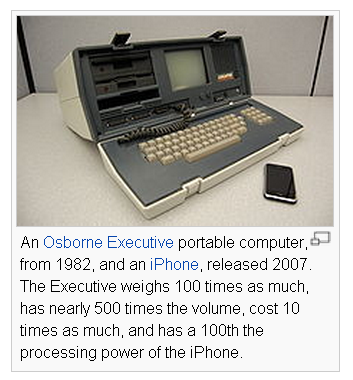 An Osborne Executive portable computer,
from 1982, and an iPhone, released 2007.
The Executive weighs 100 times as much,
has nearly 500 times the volume, cost 10
times as much, and has a 100th the
processing power of the iPhone.